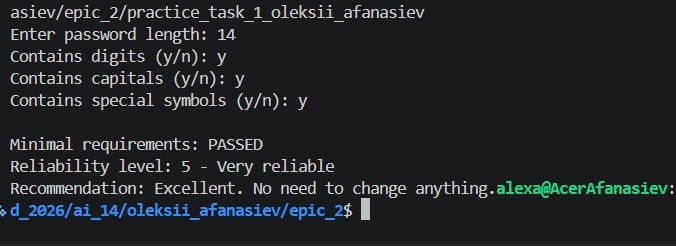 asiev/epic_2/practice_task_1_oleksii_afanasiev
Enter password length: 14
Contains digits (y/n): y
Contains capitals (y/n): y
Contains special symbols (y/n): y
Minimal requirements: PASSED
Reliability level: 5 - Very reliable
Recommendation: Excellent. No need to change anything.alexa@AcerAfanasiev:
d_2026/ai_14/oleksii_afanasiev/epic_2$